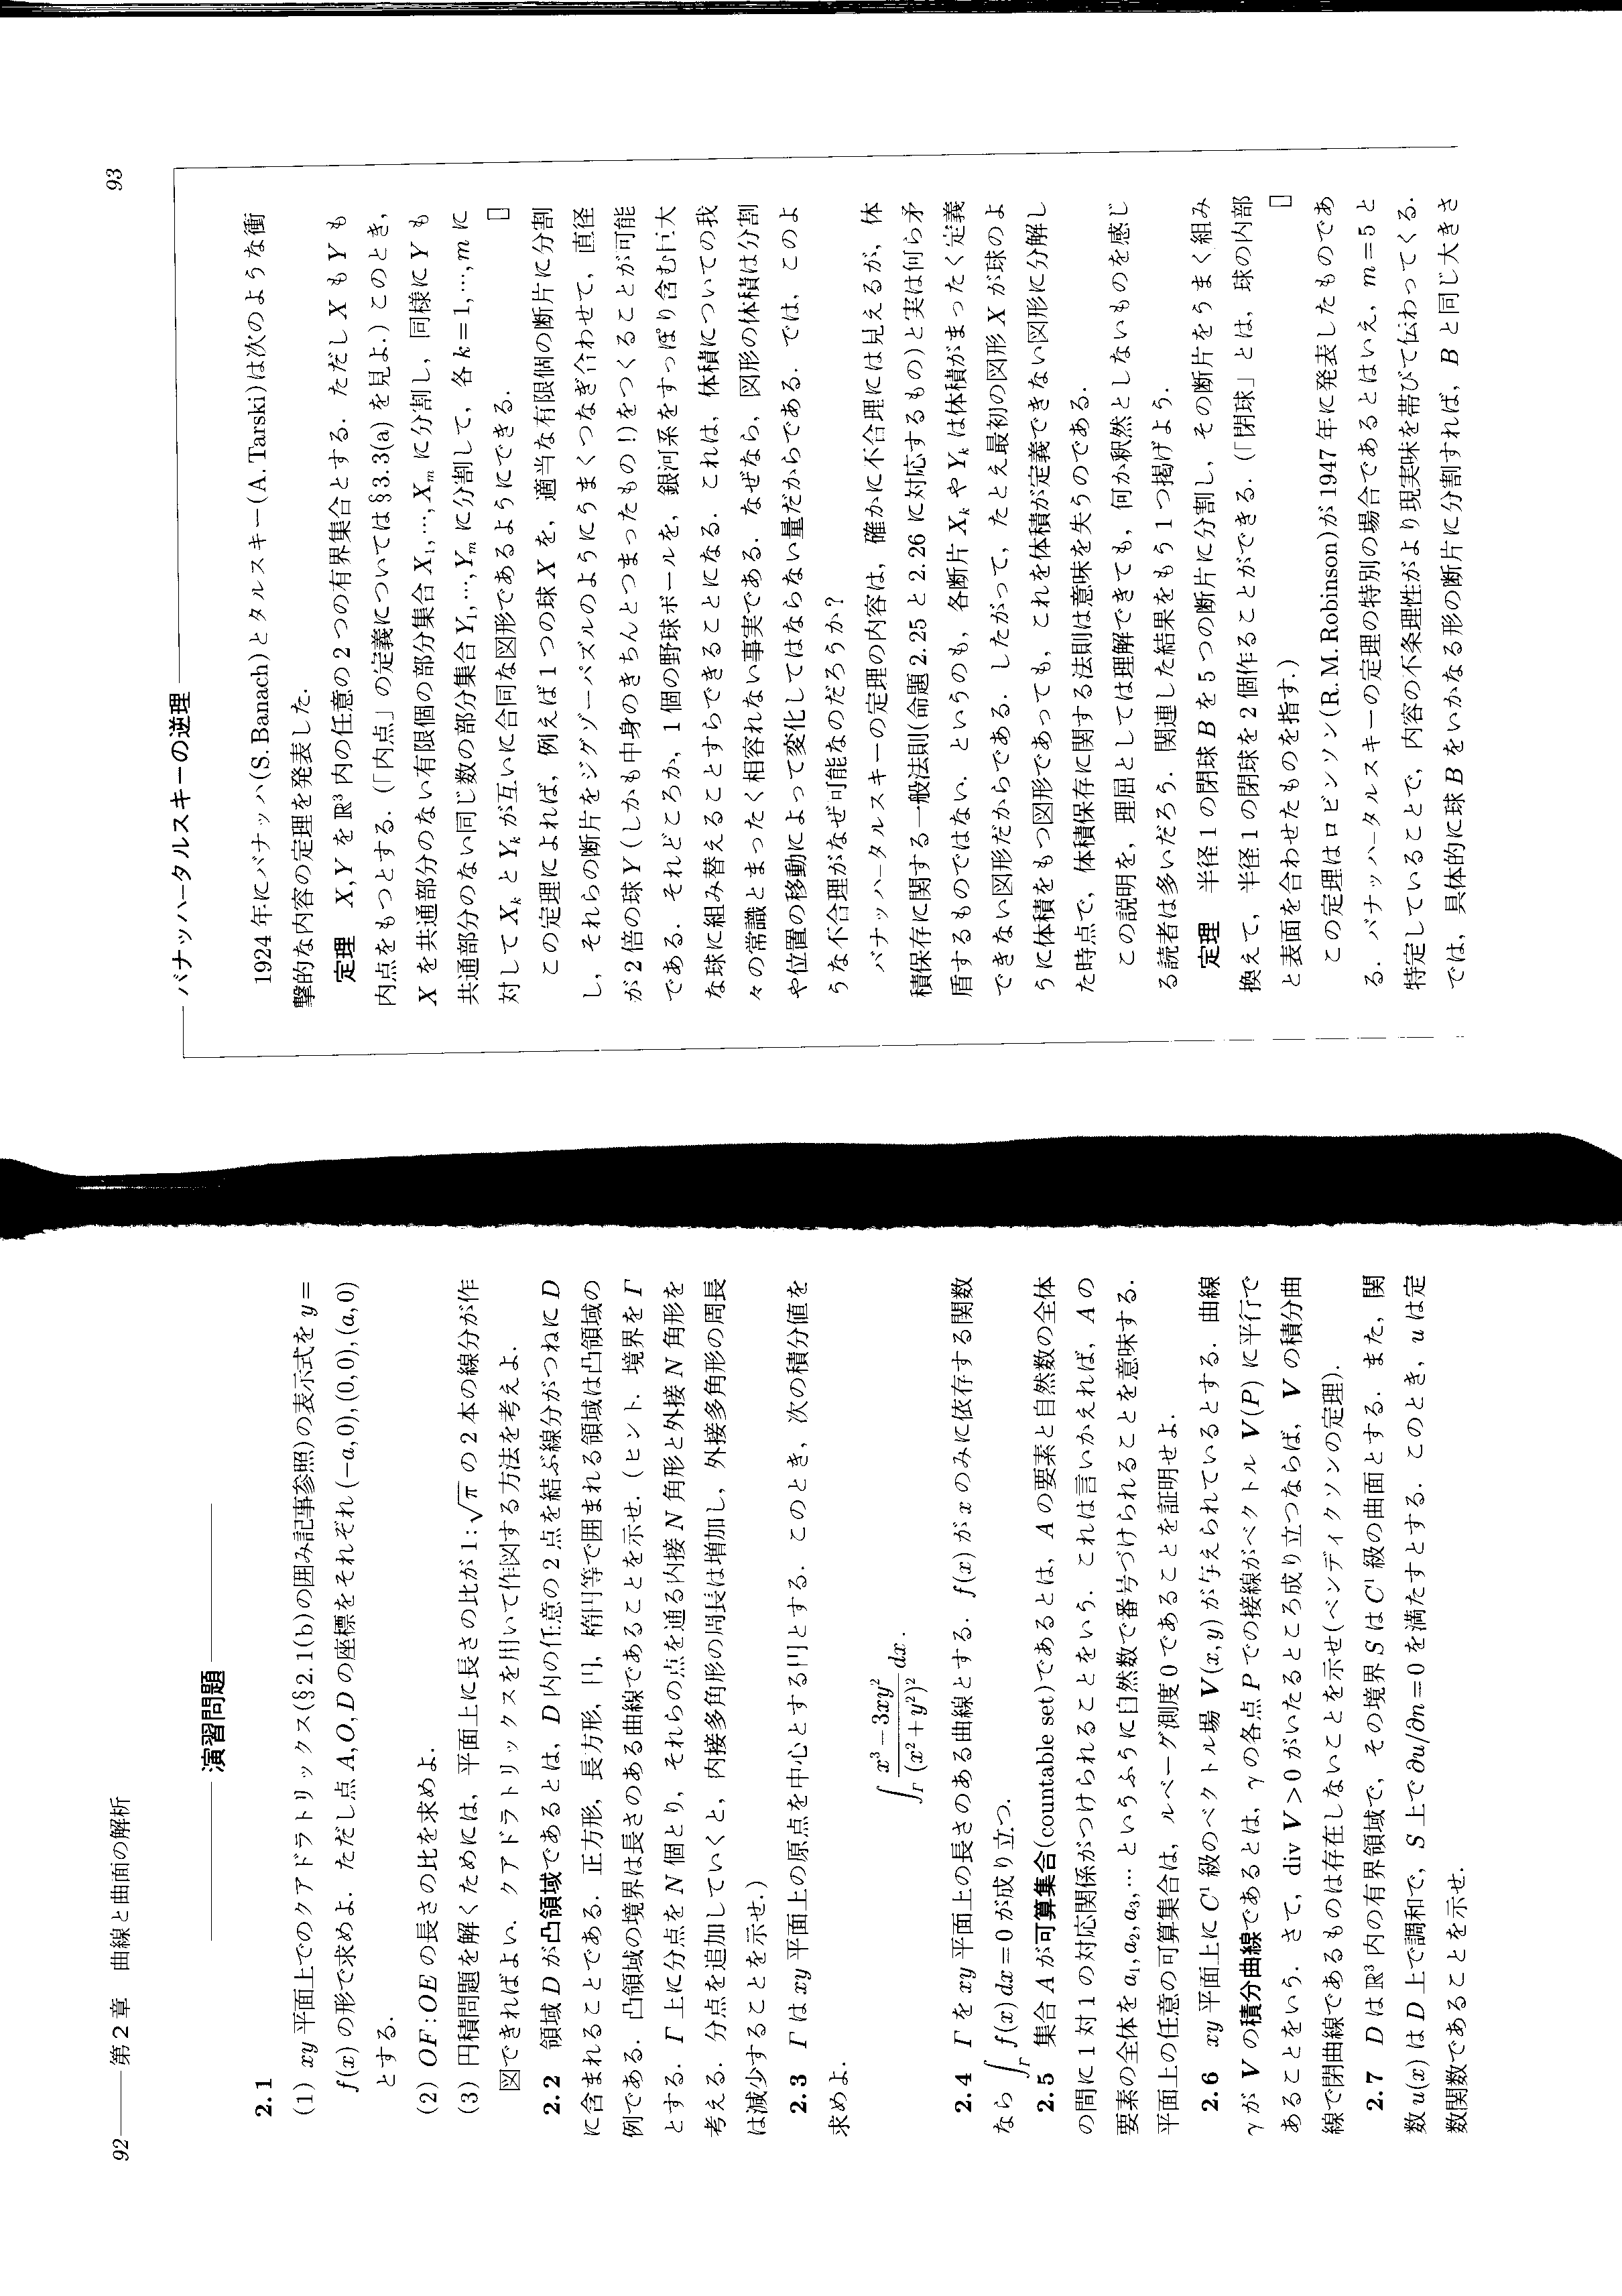 92——第2章 曲線と曲面の解析
演習問題
2.1
(1) xy 平面上でのクアドラトリックス(§2.1(b)の囲み記事参照)の表示式を y=
f(x) の形で求めよ. ただし点 A, O, D の座標をそれぞれ (−a,0), (0,0), (a,0)
とする.
(2) OF:OE の長さの比を求めよ.
(3) 円積問題を解くためには, 平面上に長さの比が 1:√π の 2 本の線分が作
図できればよい. クアドラトリックスを用いて作図する方法を考えよ.
2.2 領域 D が凸領域であるとは, D 内の任意の 2 点を結ぶ線分がつねに D
に含まれることである. 正方形, 長方形, 円, 楕円等で囲まれる領域は凸領域の
例である. 凸領域の境界は長さのある曲線であることを示せ. (ヒント. 境界を Γ
とする. Γ 上に分点を N 個とり, それらの点を通る内接 N 角形と外接 N 角形を
考える. 分点を追加していくと, 内接多角形の周長は増加し, 外接多角形の周長
は減少することを示せ.)
2.3 Γ は xy 平面上の原点を中心とする円とする. このとき, 次の積分値を
求めよ.
∫_Γ (x³−3xy²)/(x²+y²)² dx.
2.4 Γ を xy 平面上の長さのある曲線とする. f(x) が x のみに依存する関数
なら ∫_Γ f(x)dx=0 が成り立つ.
2.5 集合 A が可算集合(countable set)であるとは, A の要素と自然数の全体
の間に 1 対 1 の対応関係がつけられることをいう. これは言いかえれば, A の
要素の全体を a₁, a₂, a₃, … というふうに自然数で番号づけられることを意味する.
平面上の任意の可算集合は, ルベーグ測度 0 であることを証明せよ.
2.6 xy 平面上に C¹ 級のベクトル場 V(x,y) が与えられているとする. 曲線
γ が V の積分曲線であるとは, γ の各点 P での接線がベクトル V(P) に平行で
あることをいう. さて, div V>0 がいたるところ成り立つならば, V の積分曲
線で閉曲線であるものは存在しないことを示せ(ベンディクソンの定理).
2.7 D は ℝ³ 内の有界領域で, その境界 S は C¹ 級の曲面とする. また, 関
数 u(x) は D 上で調和で, S 上で ∂u/∂n=0 を満たすとする. このとき, u は定
数関数であることを示せ.
93
バナッハ–タルスキーの逆理
1924 年にバナッハ(S. Banach)とタルスキー(A. Tarski)は次のような衝
撃的な内容の定理を発表した.
定理 X, Y を ℝ³ 内の任意の 2 つの有界集合とする. ただし X も Y も
内点をもつとする. (「内点」の定義については §3.3(a) を見よ.) このとき,
X を共通部分のない有限個の部分集合 X₁, …, Xₘ に分割し, 同様に Y も
共通部分のない同じ数の部分集合 Y₁, …, Yₘ に分割して, 各 k=1, …, m に
対して Xₖ と Yₖ が互いに合同な図形であるようにできる. □
この定理によれば, 例えば 1 つの球 X を, 適当な有限個の断片に分割
し, それらの断片をジグソーパズルのようにうまくつなぎ合わせて, 直径
が 2 倍の球 Y (しかも中身のきちんとつまったもの!)をつくることが可能
である. それどころか, 1 個の野球ボールを, 銀河系をすっぽり含む巨大
な球に組み替えることすらできることになる. これは, 体積についての我
々の常識とまったく相容れない事実である. なぜなら, 図形の体積は分割
や位置の移動によって変化してはならない量だからである. では, このよ
うな不合理がなぜ可能なのだろうか?
バナッハ–タルスキーの定理の内容は, 確かに不合理には見えるが, 体
積保存に関する一般法則(命題 2.25 と 2.26 に対応するもの)と実は何ら矛
盾するものではない. というのも, 各断片 Xₖ や Yₖ は体積がまったく定義
できない図形だからである. したがって, たとえ最初の図形 X が球のよ
うに体積をもつ図形であっても, これを体積が定義できない図形に分解し
た時点で, 体積保存に関する法則は意味を失うのである.
この説明を, 理屈としては理解できても, 何か釈然としないものを感じ
る読者は多いだろう. 関連した結果をもう 1 つ掲げよう.
定理 半径 1 の閉球 B を 5 つの断片に分割し, その断片をうまく組み
換えて, 半径 1 の閉球を 2 個作ることができる. (「閉球」とは, 球の内部
と表面を合わせたものを指す.) □
この定理はロビンソン(R. M. Robinson)が 1947 年に発表したものであ
る. バナッハ–タルスキーの定理の特別の場合であるとはいえ, m=5 と
特定していることで, 内容の不条理性がより現実味を帯びて伝わってくる.
では, 具体的に球 B をいかなる形の断片に分割すれば, B と同じ大きさ